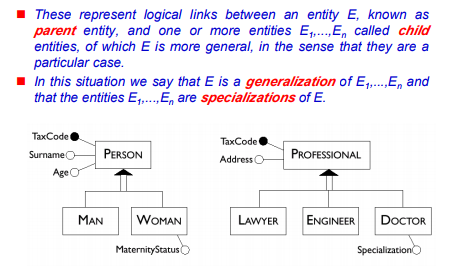 These represent logical links between an entity E, known as
parent entity, and one or more entities E1,...,En called child
entities, of which E is more general, in the sense that they are a
particular case.
In this situation we say that E is a generalization of E1,...,En and
that the entities E1,...,En are specializations of E.
TaxCode
Surname
Age
PERSON
MAN
WOMAN
MaternityStatus
TaxCode
Address
PROFESSIONAL
LAWYER
ENGINEER
DOCTOR
Specialization